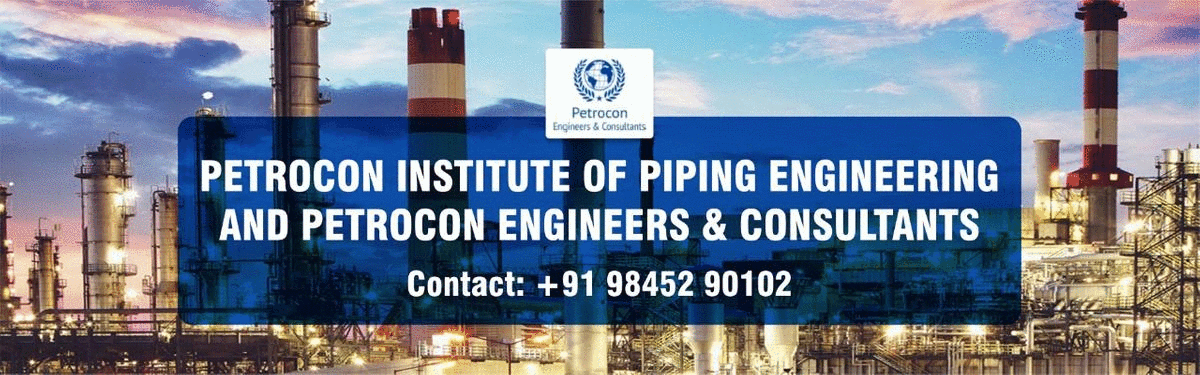 Petrocon
Engineers & Consultants
PETROCON INSTITUTE OF PIPING ENGINEERING
AND PETROCON ENGINEERS & CONSULTANTS
Contact: +91 98452 90102